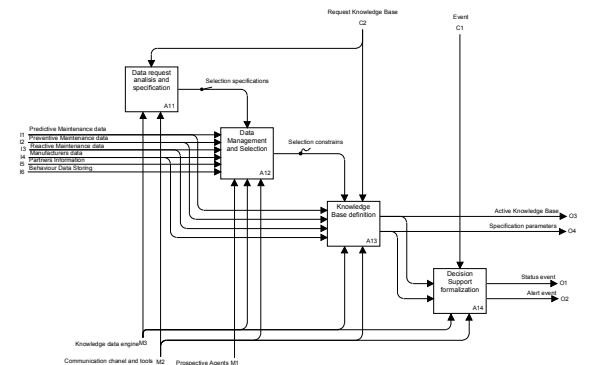 Request Knowledge Base
C2
Event
C1
Data request
analisis and
specification
A11
Selection specifications
I1 Predictive Maintenance data
I2 Preventive Maintenance data
I3 Reactive Maintenance data
I4 Manufacturers data
I5 Partners Information
I6 Behaviour Data Storing
Data
Management
and Selection
A12
Selection constrains
Knowledge
Base definition
A13
Active Knowledge Base O3
Specification parameters O4
Decision
Support
formalization
A14
Status event O1
Alert event O2
Knowledge data engine M3
Communication chanel and tools M2
Prospective Agents M1